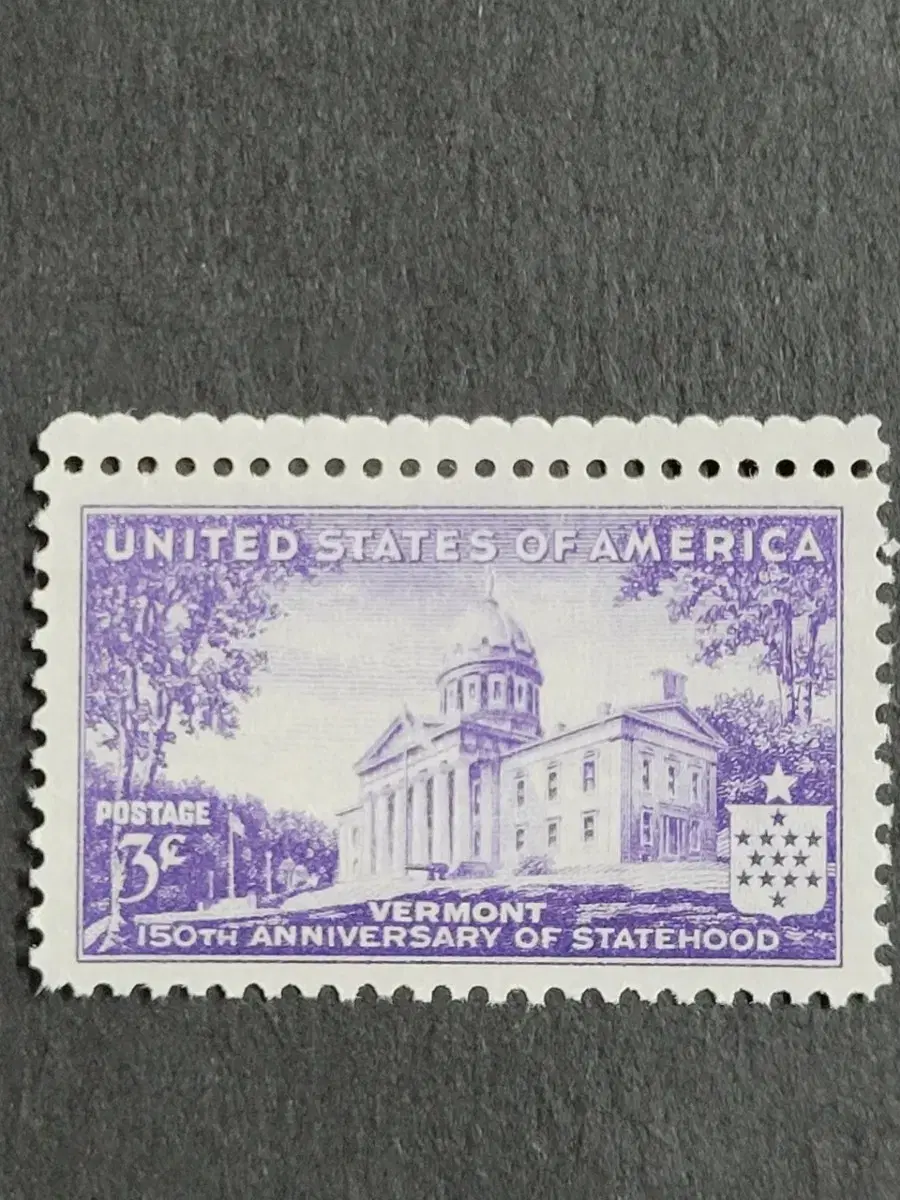 UNITED STATES OF AMERICA
POSTAGE
3¢
VERMONT
150TH ANNIVERSARY OF STATEHOOD